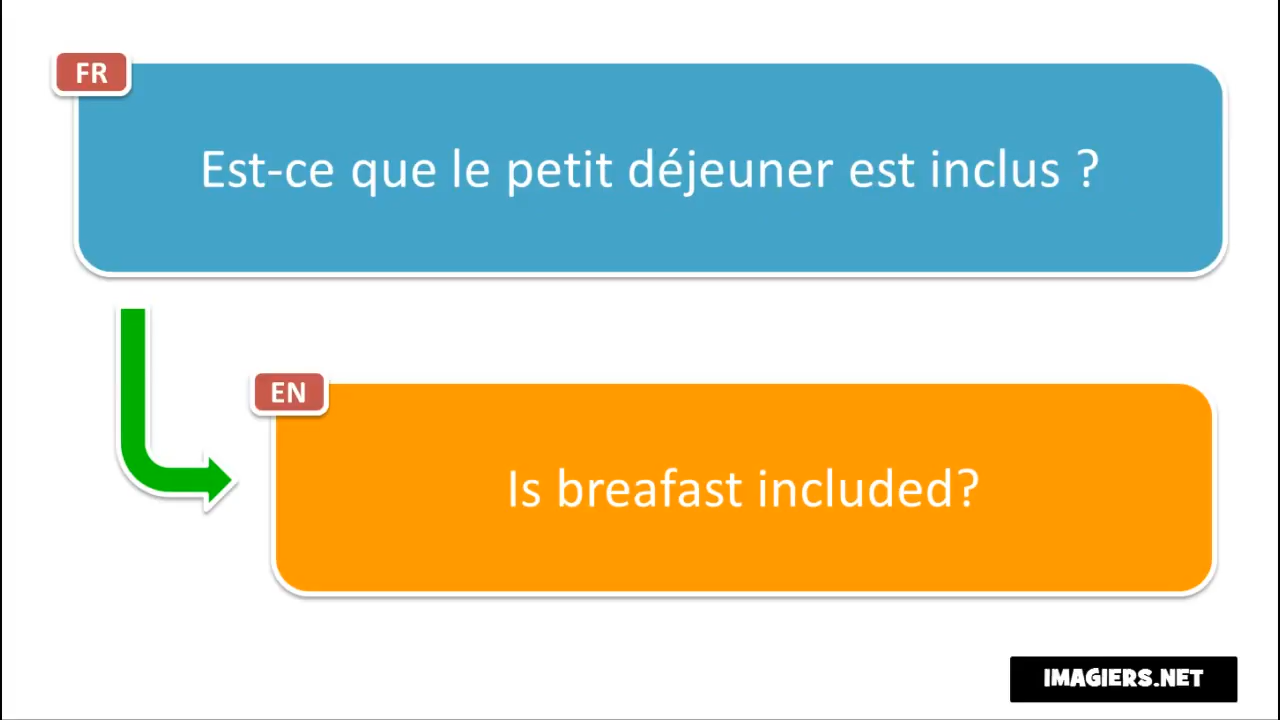 FR
Est-ce que le petit déjeuner est inclus ?
EN
Is breafast included?
IMAGIERS.NET